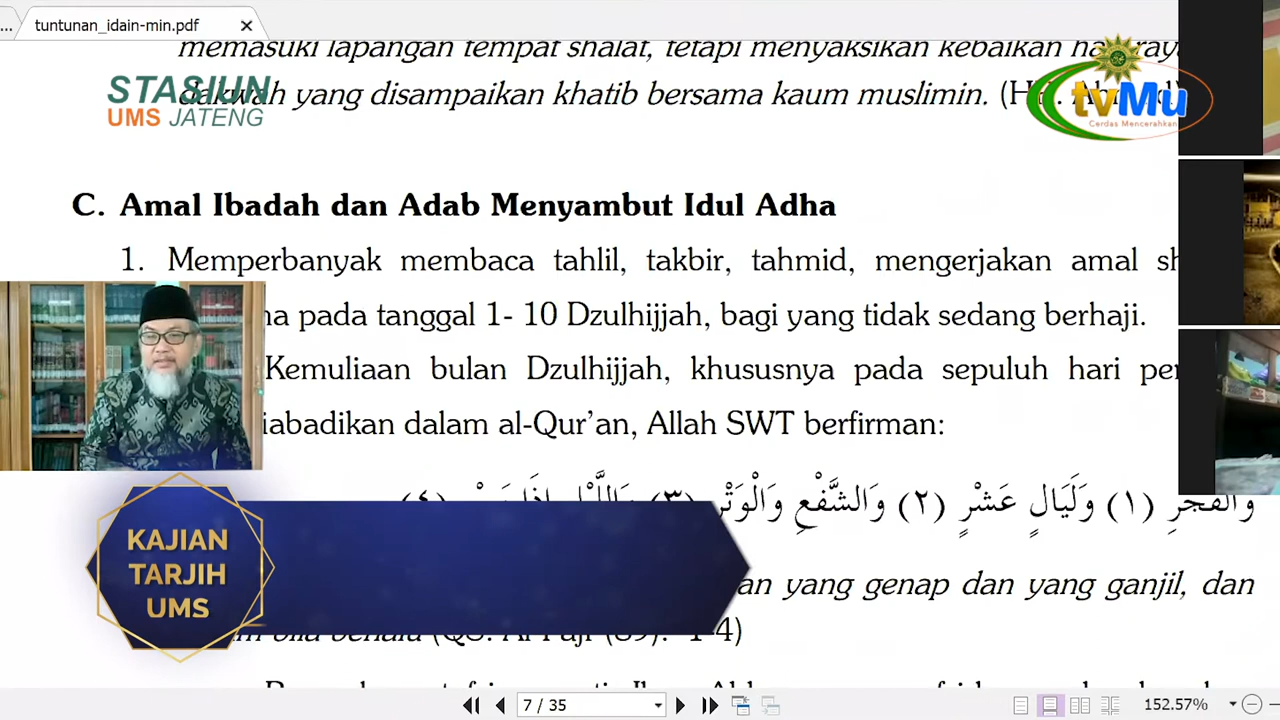 tuntunan_idain-min.pdf
memasuki lapangan tempat shalat, tetapi menyaksikan kebaikan
dakwah yang disampaikan khatib bersama kaum muslimin.
STASIUN
UMS JATENG
tvMu
Cerdas Mencerahkan
C. Amal Ibadah dan Adab Menyambut Idul Adha
1. Memperbanyak membaca tahlil, takbir, tahmid, mengerjakan amal
pada tanggal 1- 10 Dzulhijjah, bagi yang tidak sedang berhaji.
Kemuliaan bulan Dzulhijjah, khususnya pada sepuluh hari
dalam al-Qur'an, Allah SWT berfirman:
وَالْفَجْرِ (١) وَلَيَالٍ عَشْرٍ (٢) وَالشَّفْعِ وَالْوَتْرِ (٣)
yang genap dan yang ganjil, dan
KAJIAN
TARJIH
UMS
7 / 35
152.57%